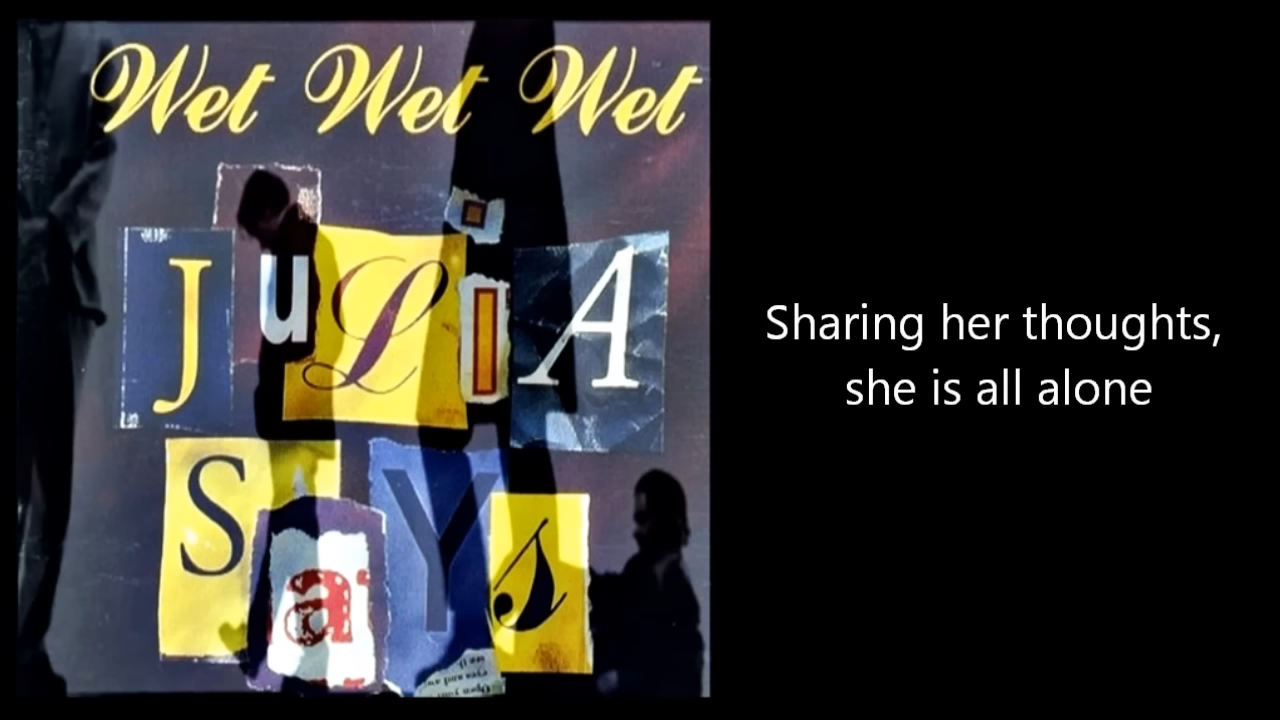 Wet Wet Wet
JuLiA
SaYs
Sharing her thoughts,
she is all alone